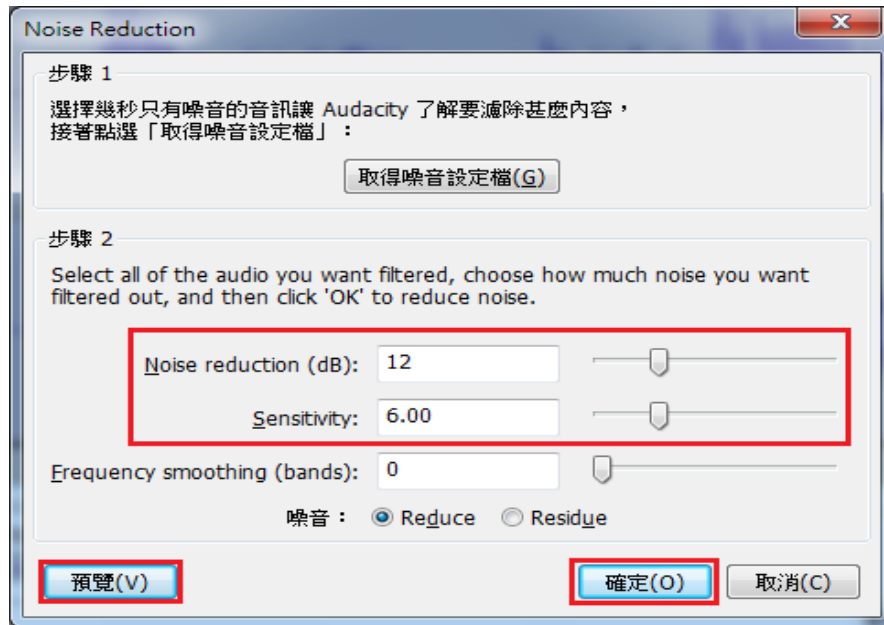 Noise Reduction
步驟 1
選擇幾秒只有噪音的音訊讓 Audacity 了解要濾除甚麼內容，
接著點選「取得噪音設定檔」：
取得噪音設定檔(G)
步驟 2
Select all of the audio you want filtered, choose how much noise you want
filtered out, and then click 'OK' to reduce noise.
Noise reduction (dB): 12
Sensitivity: 6.00
Frequency smoothing (bands): 0
噪音： Reduce Residue
預覽(V) 確定(O) 取消(C)